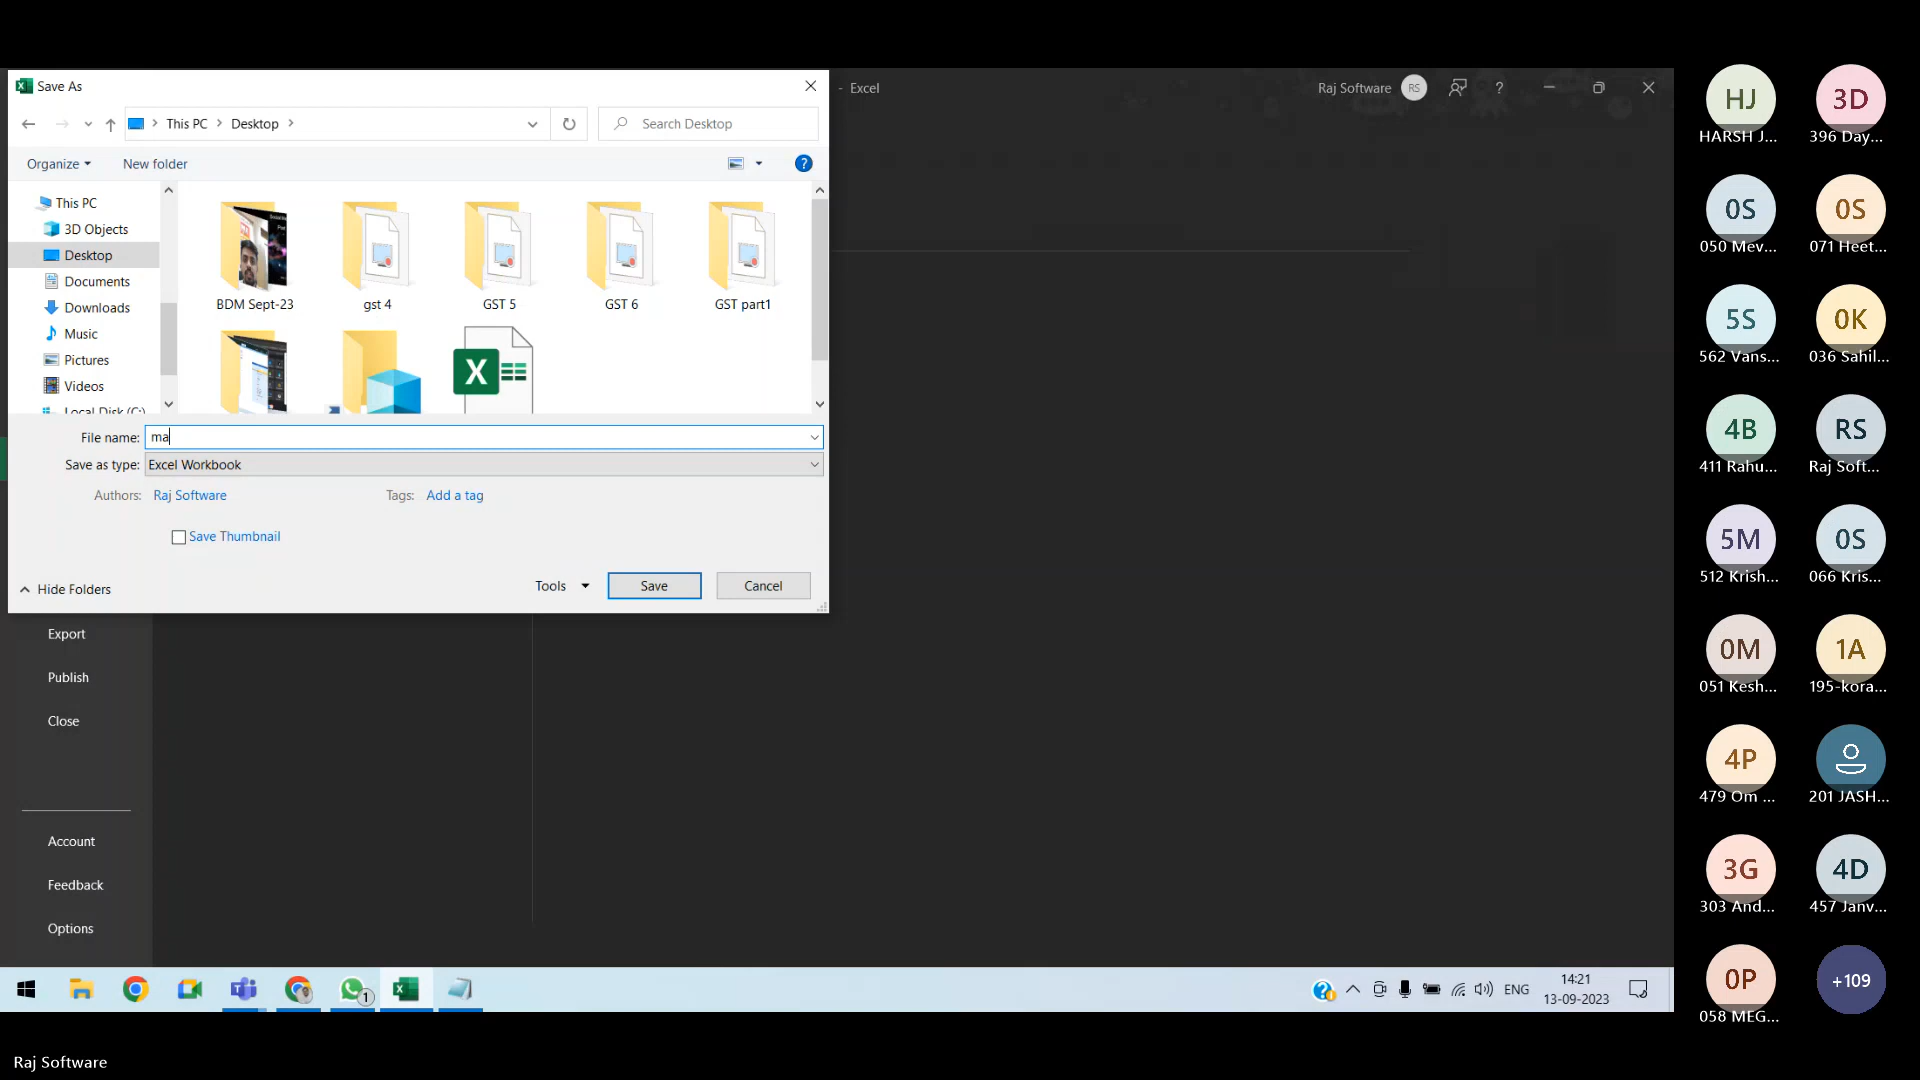 Save As
- Excel
Raj Software RS ?
This PC Desktop
Search Desktop
Organize New folder
?
This PC
3D Objects
Desktop
Documents
Downloads
Music
Pictures
Videos
Local Disk (C:)
BDM Sept-23 gst 4 GST 5 GST 6 GST part1
X
File name: ma
Save as type: Excel Workbook
Authors: Raj Software Tags: Add a tag
Save Thumbnail
Hide Folders Tools Save Cancel
Export
Publish
Close
Account
Feedback
Options
1
ENG
14:21
13-09-2023
HJ 3D
HARSH J... 396 Day...
0S 0S
050 Mev... 071 Heet...
5S 0K
562 Vans... 036 Sahil...
4B RS
411 Rahu... Raj Soft...
5M 0S
512 Krish... 066 Kris...
0M 1A
051 Kesh... 195-kora...
4P
479 Om ... 201 JASH...
3G 4D
303 And... 457 Janv...
0P +109
058 MEG...
Raj Software